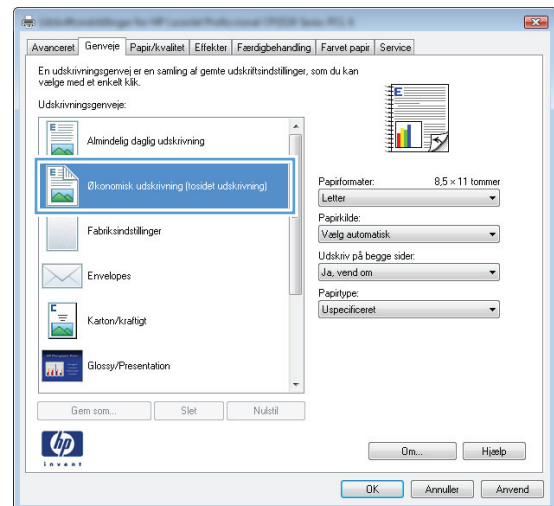 Avanceret Genveje Papir/kvalitet Effekter Færdigbehandling Farvet papir Service
En udskrivningsgenvej er en samling af gemte udskriftsindstillinger, som du kan
vælge med et enkelt klik.
Udskrivningsgenveje:
Almindelig daglig udskrivning
Økonomisk udskrivning (tosidet udskrivning)
Fabriksindstillinger
Envelopes
Karton/kraftigt
Glossy/Presentation
Gem som... Slet Nulstil
E
Papirformater: 8,5 × 11 tommer
Letter
Papirkilde:
Vælg automatisk
Udskriv på begge sider:
Ja, vend om
Papirtype:
Uspecificeret
hp
invent
Om... Hjælp
OK Annuller Anvend